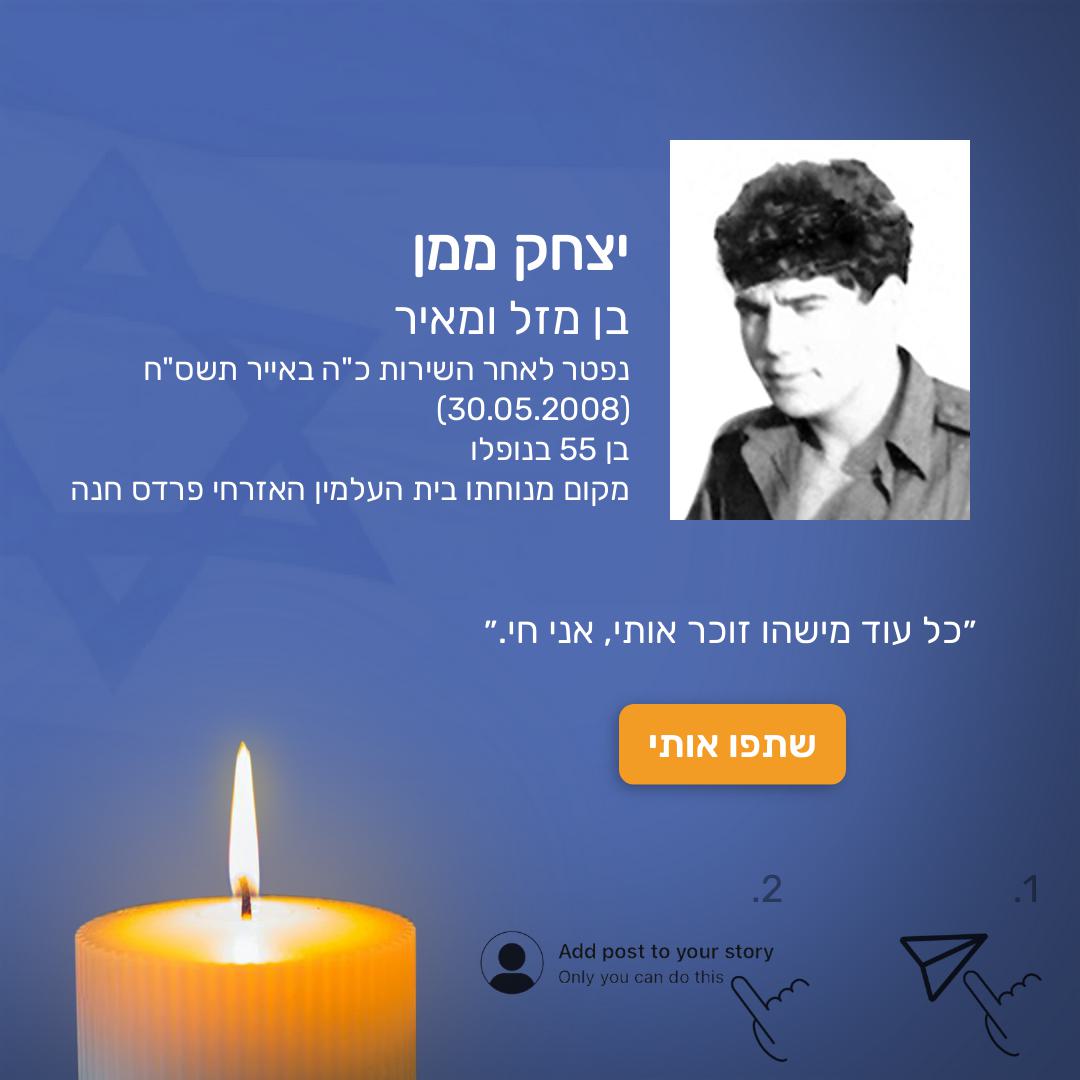 יצחק ממן
בן מזל ומאיר
נפטר לאחר השירות כ"ה באייר תשס"ח
(30.05.2008)
בן 55 בנופלו
מקום מנוחתו בית העלמין האזרחי פרדס חנה
״כל עוד מישהו זוכר אותי, אני חי.״
שתפו אותי
.1
.2
Add post to your story
Only you can do this